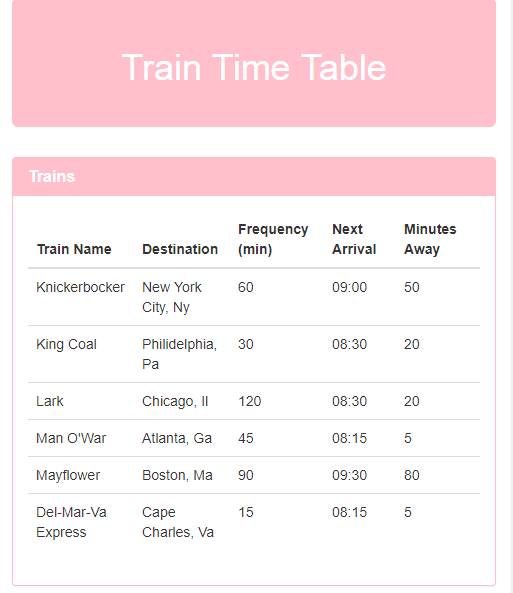 Train Time Table
Trains
Train Name Destination Frequency (min) Next Arrival Minutes Away
Knickerbocker New York City, Ny 60 09:00 50
King Coal Philidelphia, Pa 30 08:30 20
Lark Chicago, Il 120 08:30 20
Man O'War Atlanta, Ga 45 08:15 5
Mayflower Boston, Ma 90 09:30 80
Del-Mar-Va Express Cape Charles, Va 15 08:15 5